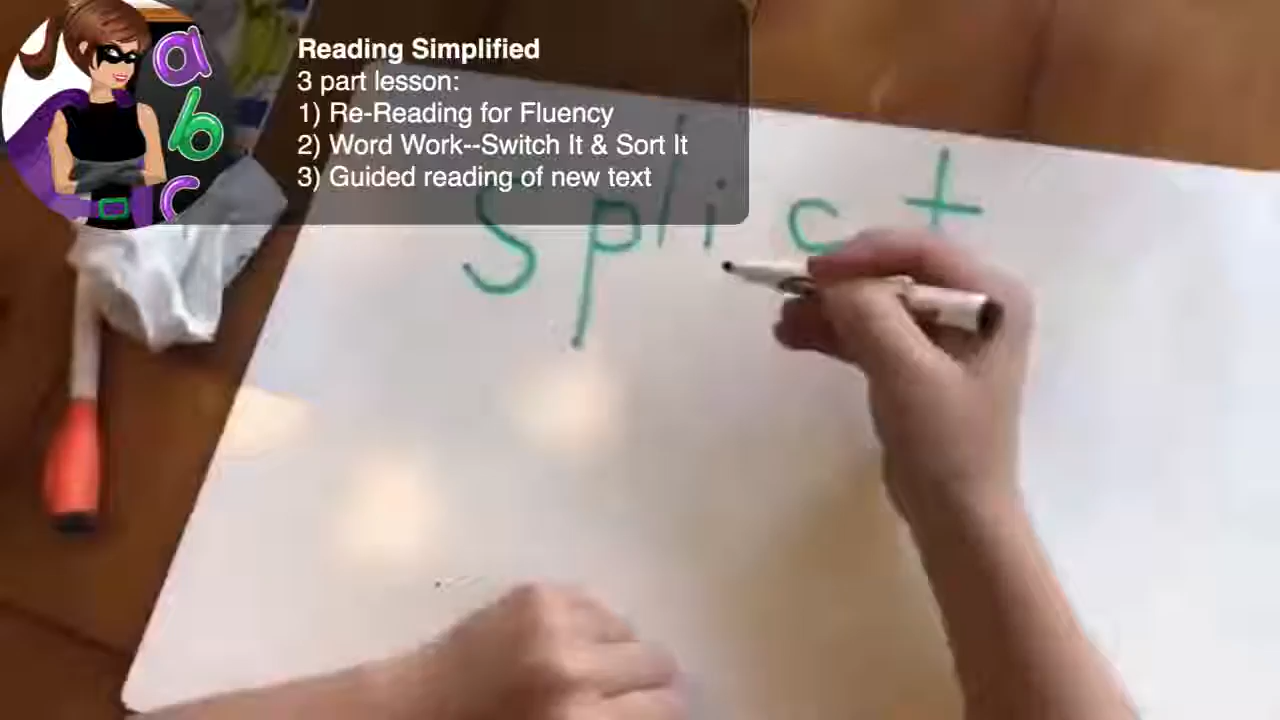 a
b
c
Reading Simplified
3 part lesson:
1) Re-Reading for Fluency
2) Word Work--Switch It & Sort It
3) Guided reading of new text
Splict